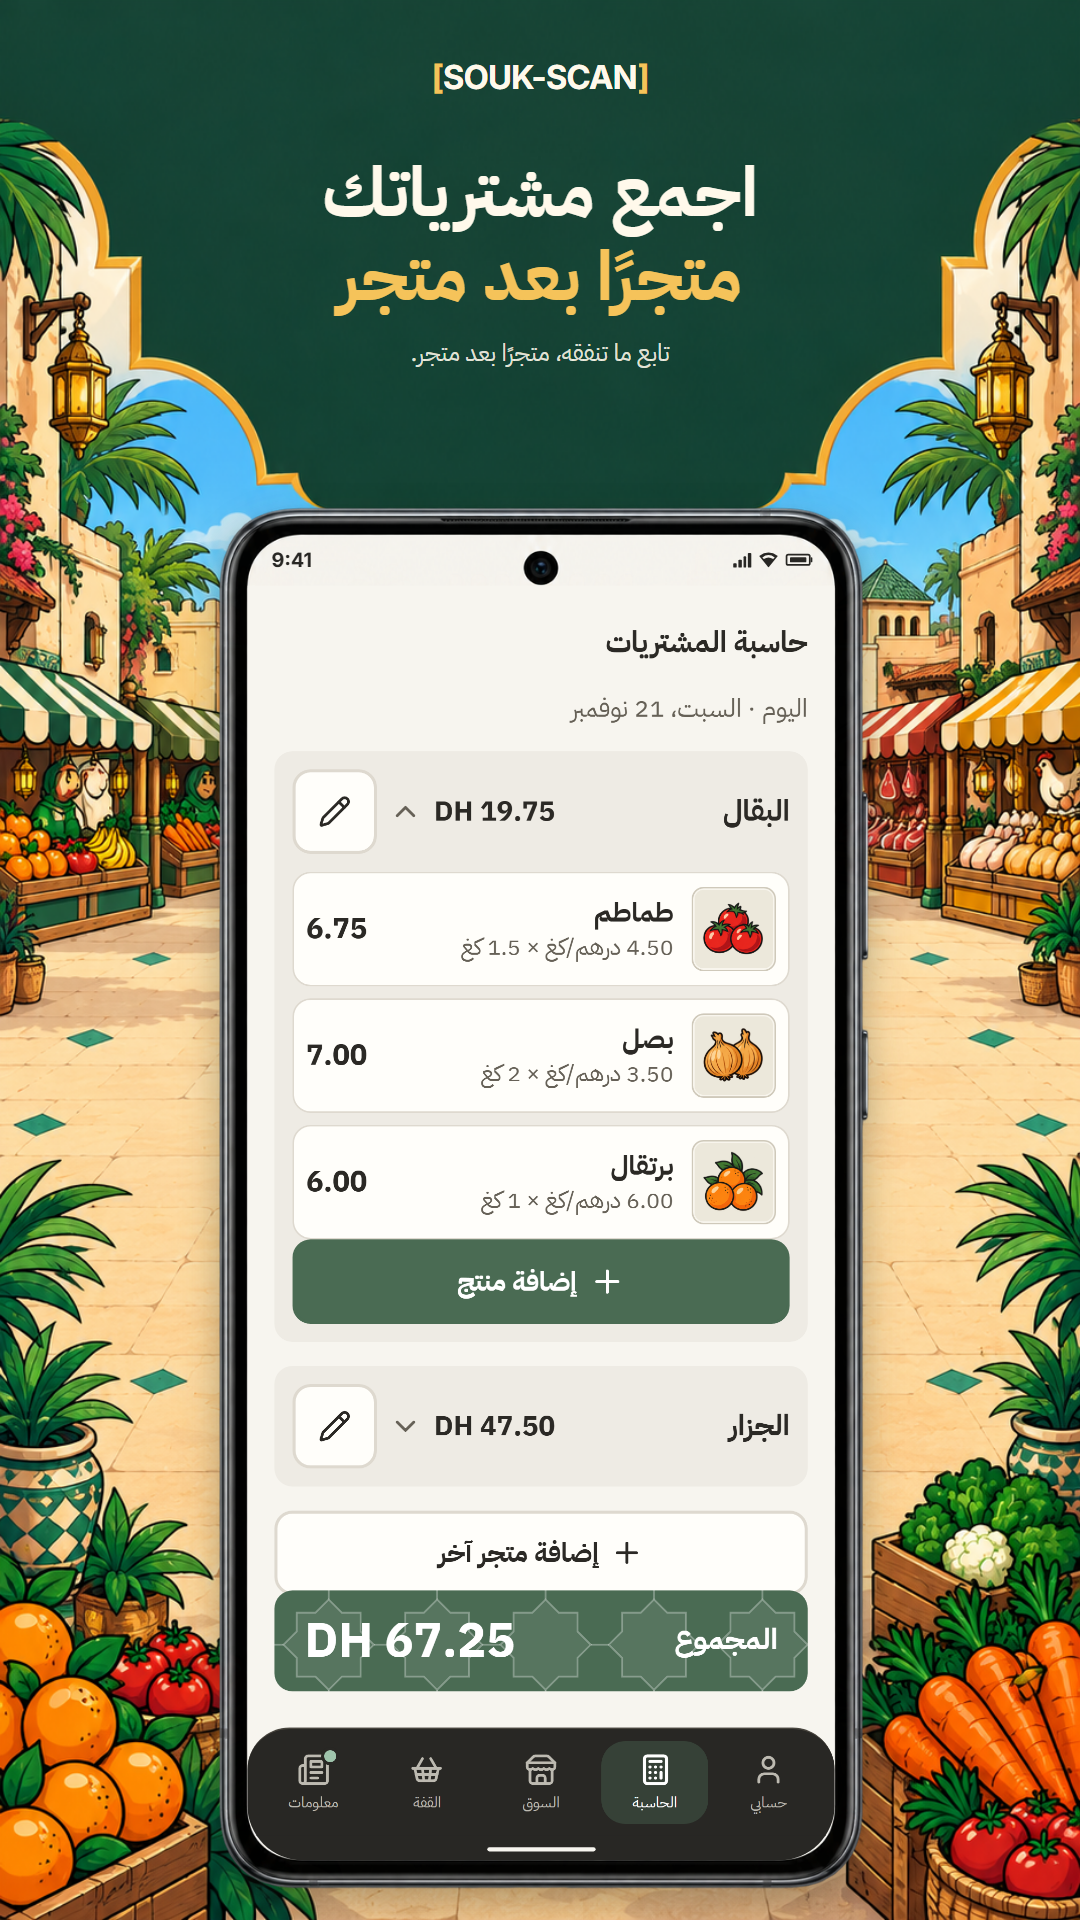 [SOUK-SCAN]
اجمع مشترياتك
متجرًا بعد متجر
تابع ما تنفقه، متجرًا بعد متجر.
9:41
حاسبة المشتريات
اليوم · السبت، 21 نوفمبر
البقال
DH 19.75
طماطم
4.50 درهم/كغ × 1.5 كغ
6.75
بصل
3.50 درهم/كغ × 2 كغ
7.00
برتقال
6.00 درهم/كغ × 1 كغ
6.00
+ إضافة منتج
الجزار
DH 47.50
+ إضافة متجر آخر
المجموع
DH 67.25
حسابي
الحاسبة
السوق
القفة
معلومات